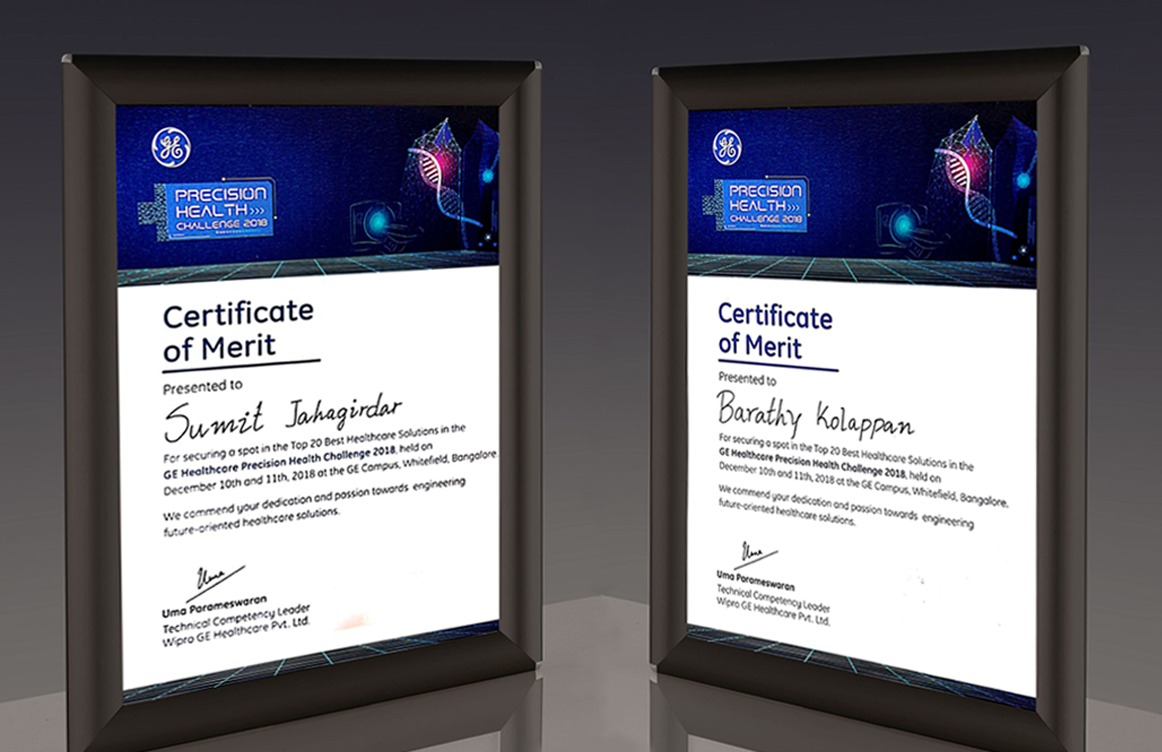 GE
PRECISION
HEALTH >>>
CHALLENGE 2018
Certificate
of Merit
Presented to
Sumit Jahagirdar
For securing a spot in the Top 20 Best Healthcare Solutions in the
GE Healthcare Precision Health Challenge 2018, held on
December 10th and 11th, 2018 at the GE Campus, Whitefield, Bangalore.
We commend your dedication and passion towards engineering
future-oriented healthcare solutions.
Uma
Uma Parameswaran
Technical Competency Leader
Wipro GE Healthcare Pvt. Ltd.
GE
PRECISION
HEALTH >>>
CHALLENGE 2018
Certificate
of Merit
Presented to
Barathy Kolappan
For securing a spot in the Top 20 Best Healthcare Solutions in the
GE Healthcare Precision Health Challenge 2018, held on
December 10th and 11th, 2018 at the GE Campus, Whitefield, Bangalore.
We commend your dedication and passion towards engineering
future-oriented healthcare solutions.
Uma
Uma Parameswaran
Technical Competency Leader
Wipro GE Healthcare Pvt. Ltd.